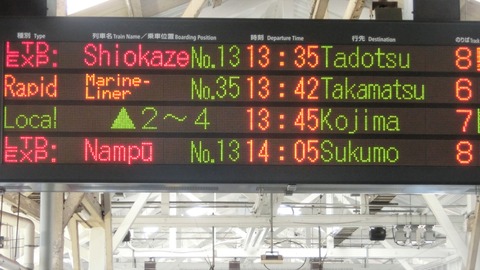 種別 Type 列車名 Train Name／乗車位置 Boarding Position 時刻 Departure Time 行先 Destination のりば
LTD EXP: Shiokaze No.13 13:35 Tadotsu 8
Rapid Marine-Liner No.35 13:42 Takamatsu 6
Local ▲2～4 13:45 Kojima 7
LTD EXP: Nampū No.13 14:05 Sukumo 8